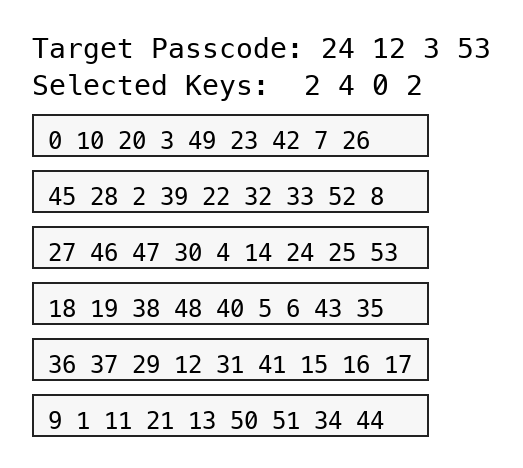 Target Passcode: 24 12 3 53
Selected Keys: 2 4 0 2
0 10 20 3 49 23 42 7 26
45 28 2 39 22 32 33 52 8
27 46 47 30 4 14 24 25 53
18 19 38 48 40 5 6 43 35
36 37 29 12 31 41 15 16 17
9 1 11 21 13 50 51 34 44